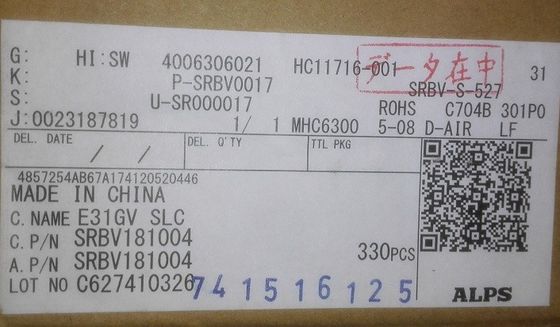 G: HI:SW 4006306021 HC11716-001 データ在中 31
K: P-SRBV0017 SRBV-S-527
S: U-SR000017 ROHS C704B 301P0
J:0023187819 1/ 1 MHC6300 5-08 D-AIR LF
DEL. DATE DEL. Q'TY TTL PKG
/ /
4857254AB67A174120520446
MADE IN CHINA
C. NAME E31GV SLC
C. P/N SRBV181004
A. P/N SRBV181004 330PCS
LOT NO C627410326 741516125
ALPS